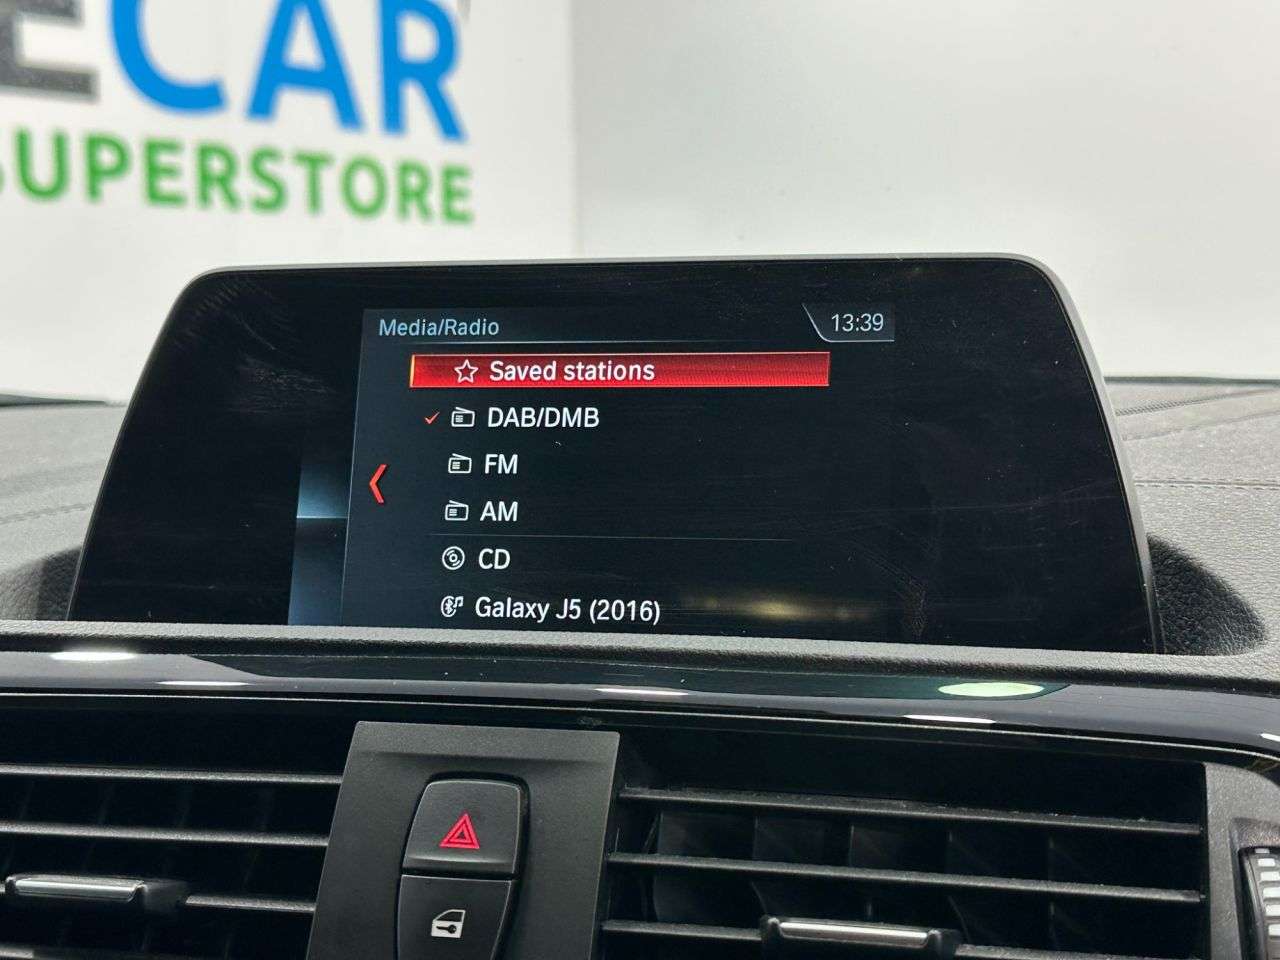 ECAR
SUPERSTORE
Media/Radio
13:39
Saved stations
DAB/DMB
FM
AM
CD
Galaxy J5 (2016)